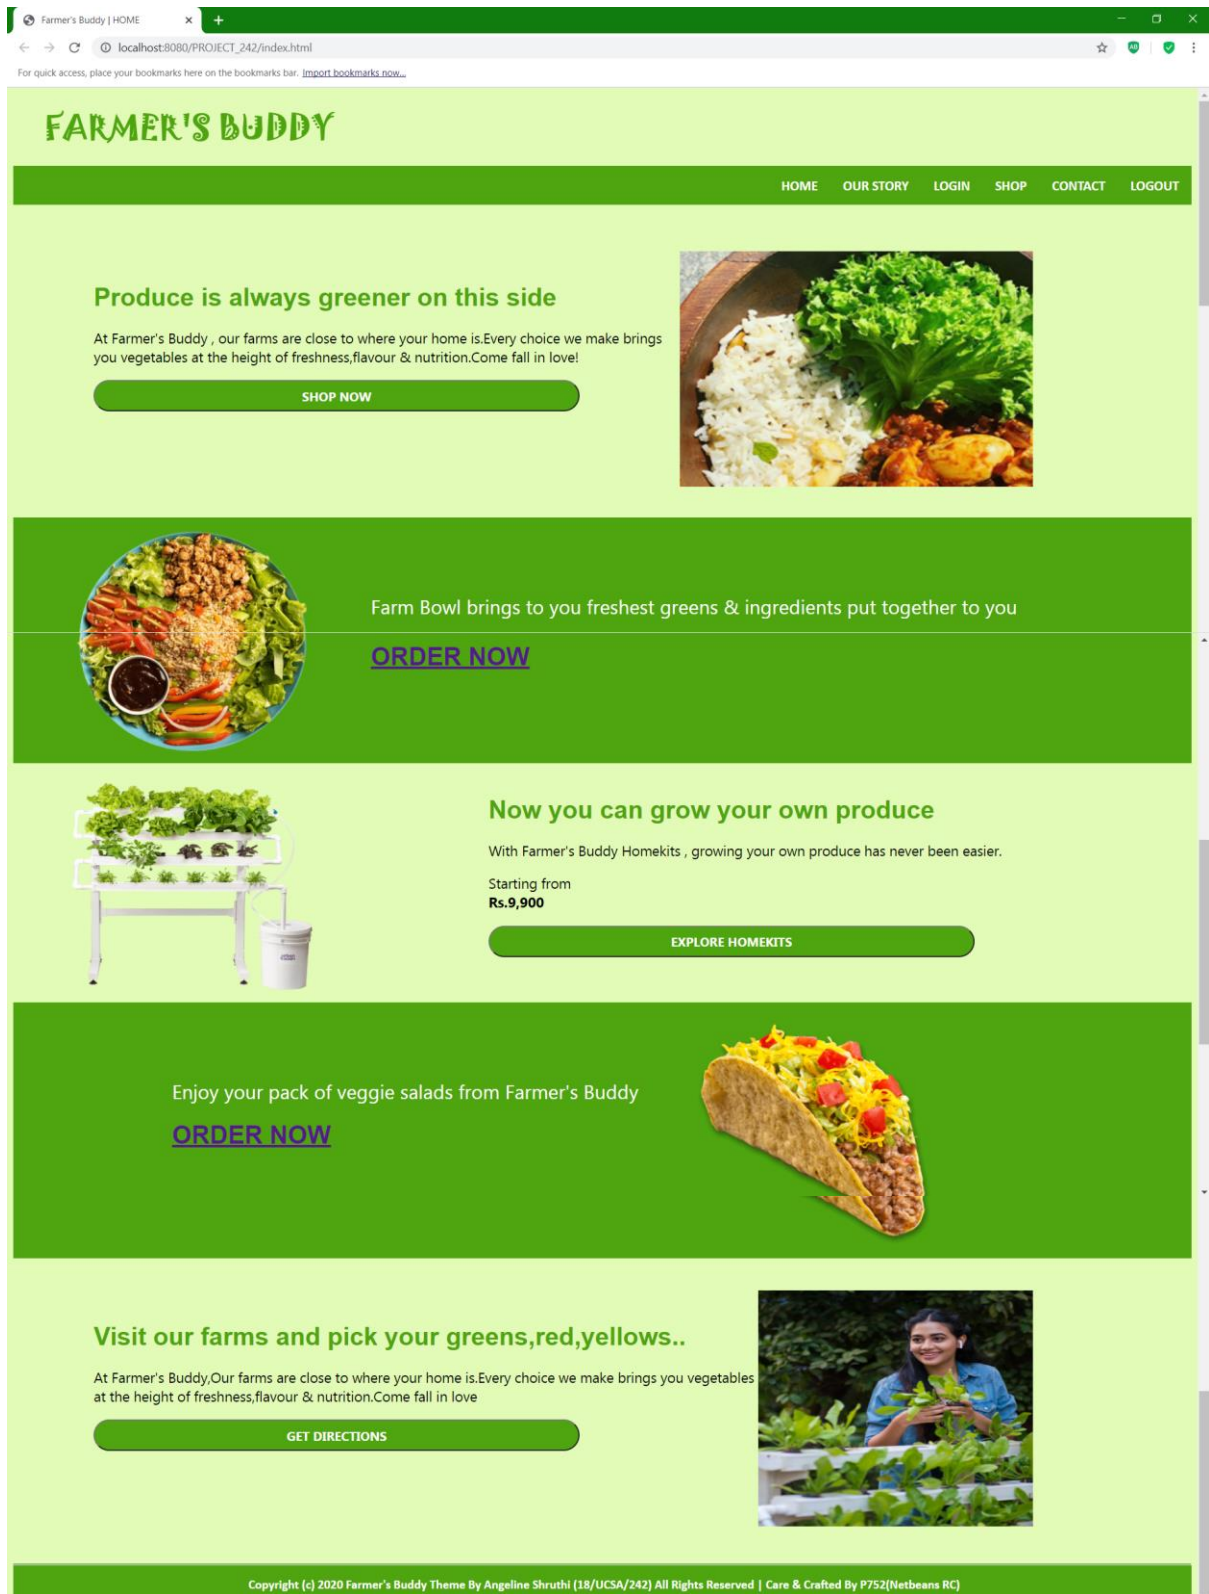 Farmer's Buddy | HOME
localhost:8080/PROJECT_242/index.html
For quick access, place your bookmarks here on the bookmarks bar. Import bookmarks now...
FARMER'S BUDDY
HOME OUR STORY LOGIN SHOP CONTACT LOGOUT
Produce is always greener on this side
At Farmer's Buddy , our farms are close to where your home is.Every choice we make brings
you vegetables at the height of freshness,flavour & nutrition.Come fall in love!
SHOP NOW
Farm Bowl brings to you freshest greens & ingredients put together to you
ORDER NOW
Now you can grow your own produce
With Farmer's Buddy Homekits , growing your own produce has never been easier.
Starting from
Rs.9,900
EXPLORE HOMEKITS
Enjoy your pack of veggie salads from Farmer's Buddy
ORDER NOW
Visit our farms and pick your greens,red,yellows..
At Farmer's Buddy,Our farms are close to where your home is.Every choice we make brings you vegetables
at the height of freshness,flavour & nutrition.Come fall in love
GET DIRECTIONS
Copyright (c) 2020 Farmer's Buddy Theme By Angeline Shruthi (18/UCSA/242) All Rights Reserved | Care & Crafted By P752(Netbeans RC)